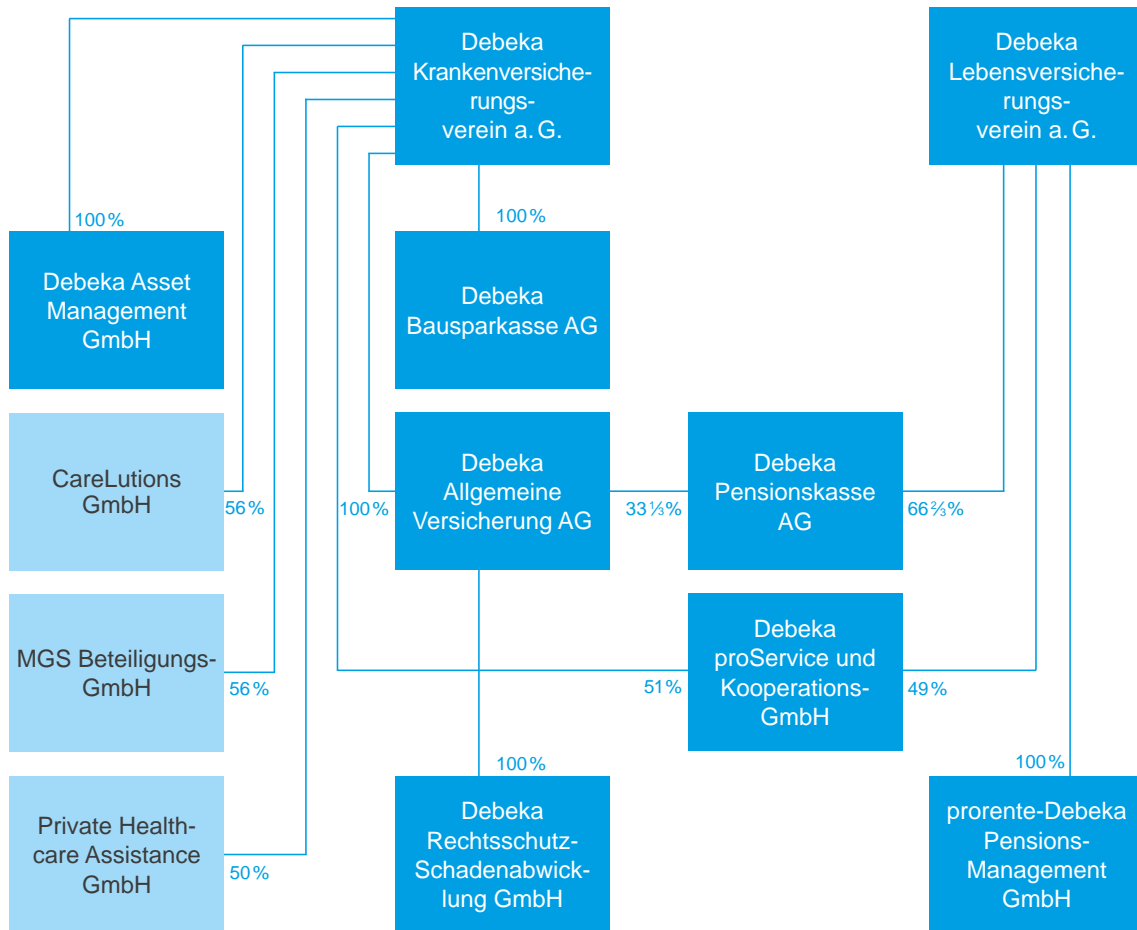 Debeka
Krankenversiche-
rungs-
verein a. G.
Debeka
Lebensversiche-
rungs-
verein a. G.
100 %
100 %
Debeka Asset
Management
GmbH
Debeka
Bausparkasse AG
CareLutions
GmbH
56 %
100 %
Debeka
Allgemeine
Versicherung AG
33 ⅓ %
Debeka
Pensionskasse
AG
66 ⅔ %
MGS Beteiligungs-
GmbH
56 %
51 %
Debeka
proService und
Kooperations-
GmbH
49 %
100 %
100 %
Private Health-
care Assistance
GmbH
50 %
Debeka
Rechtsschutz-
Schadenabwick-
lung GmbH
prorente-Debeka
Pensions-
Management
GmbH